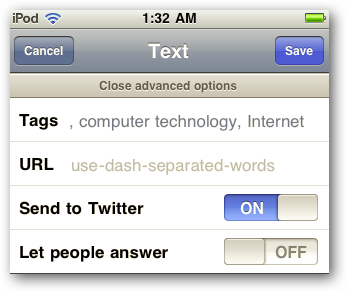 iPod 1:32 AM
Cancel Text Save
Close advanced options
Tags , computer technology, Internet
URL use-dash-separated-words
Send to Twitter ON
Let people answer OFF